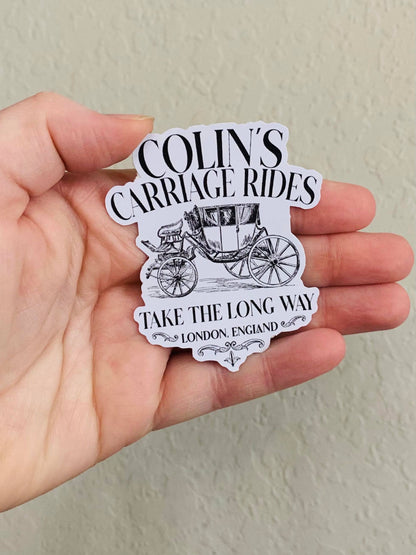 COLIN'S
CARRIAGE RIDES
TAKE THE LONG WAY
LONDON, ENGLAND